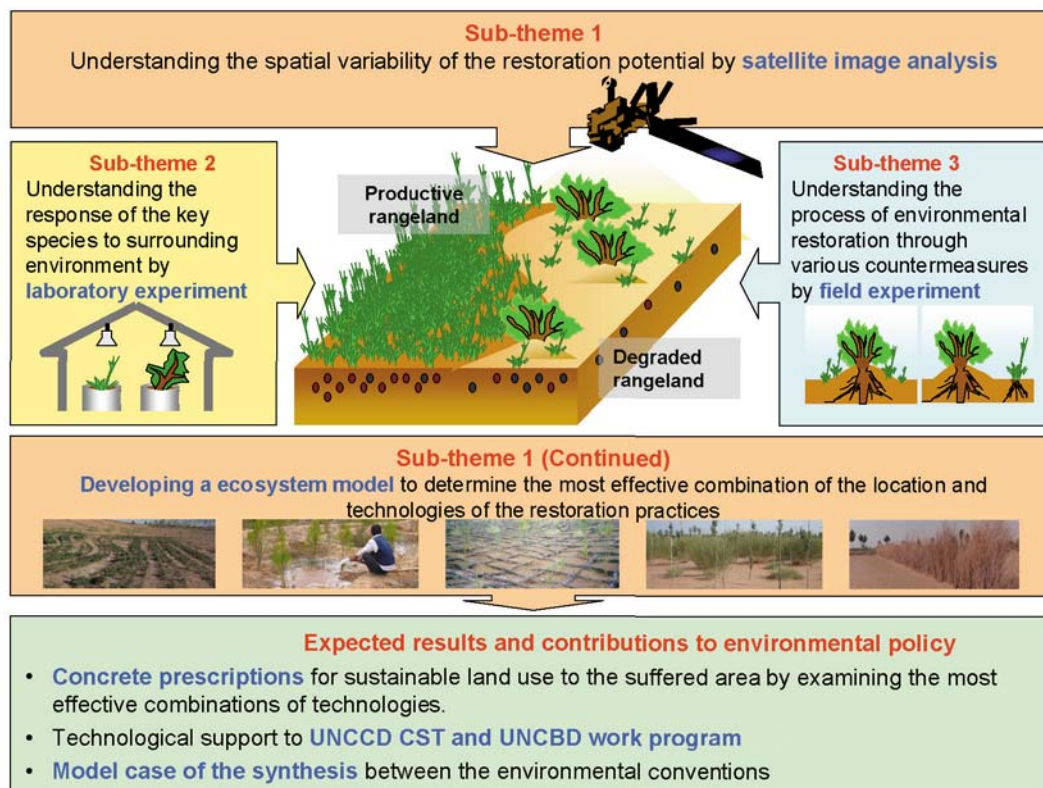 Sub-theme 1
Understanding the spatial variability of the restoration potential by satellite image analysis
Sub-theme 2
Understanding the
response of the key
species to surrounding
environment by
laboratory experiment
Productive
rangeland
Degraded
rangeland
Sub-theme 3
Understanding the
process of environmental
restoration through
various countermeasures
by field experiment
Sub-theme 1 (Continued)
Developing a ecosystem model to determine the most effective combination of the location and
technologies of the restoration practices
Expected results and contributions to environmental policy
• Concrete prescriptions for sustainable land use to the suffered area by examining the most
effective combinations of technologies.
• Technological support to UNCCD CST and UNCBD work program
• Model case of the synthesis between the environmental conventions